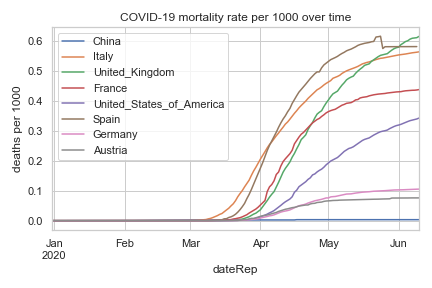 COVID-19 mortality rate per 1000 over time
China
Italy
United_Kingdom
France
United_States_of_America
Spain
Germany
Austria
deaths per 1000
0.6
0.5
0.4
0.3
0.2
0.1
0.0
Jan Feb Mar Apr May Jun
2020
dateRep